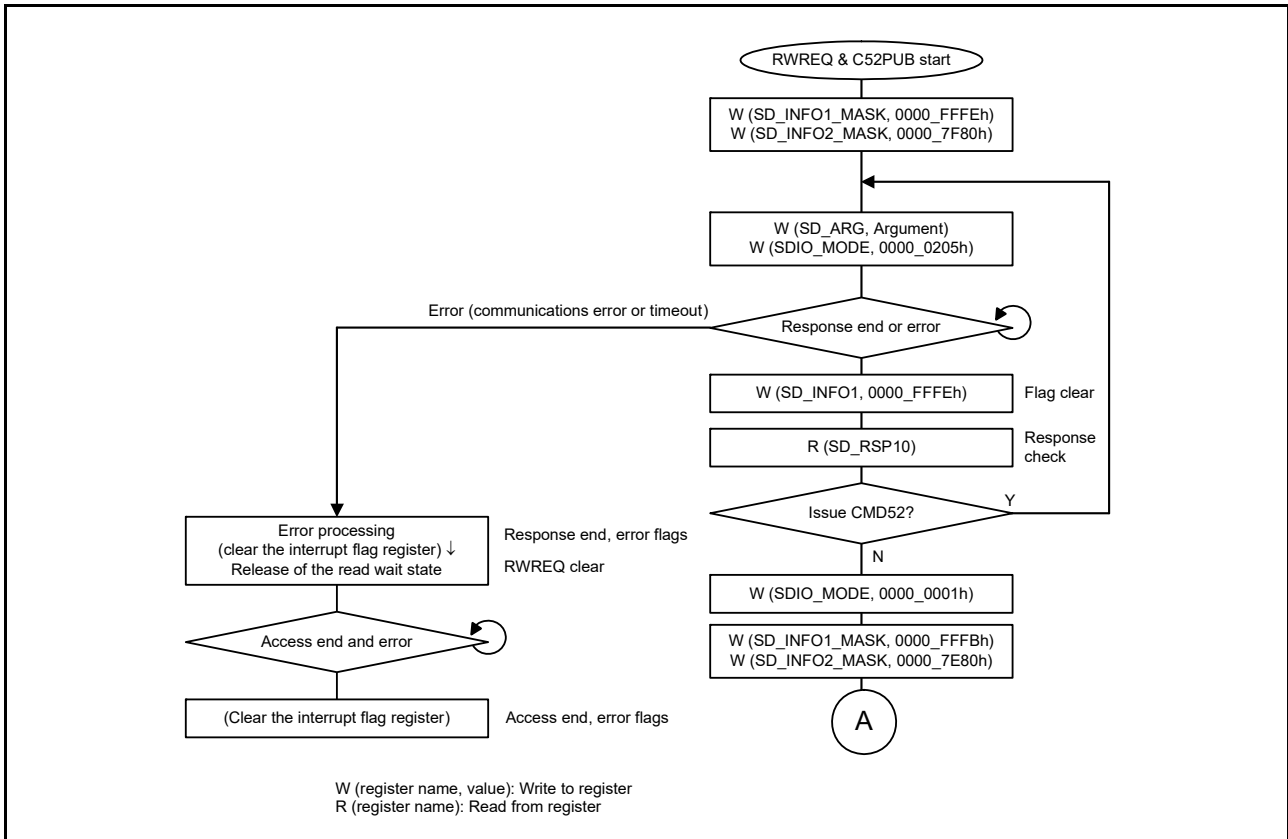 RWREQ & C52PUB start
W (SD_INFO1_MASK, 0000_FFFEh)
W (SD_INFO2_MASK, 0000_7F80h)
W (SD_ARG, Argument)
W (SDIO_MODE, 0000_0205h)
Error (communications error or timeout)
Response end or error
W (SD_INFO1, 0000_FFFEh)
Flag clear
R (SD_RSP10)
Response
check
Issue CMD52?
Y
N
Error processing
(clear the interrupt flag register) ↓
Release of the read wait state
Response end, error flags
RWREQ clear
W (SDIO_MODE, 0000_0001h)
Access end and error
W (SD_INFO1_MASK, 0000_FFFBh)
W (SD_INFO2_MASK, 0000_7E80h)
(Clear the interrupt flag register)
Access end, error flags
A
W (register name, value): Write to register
R (register name): Read from register